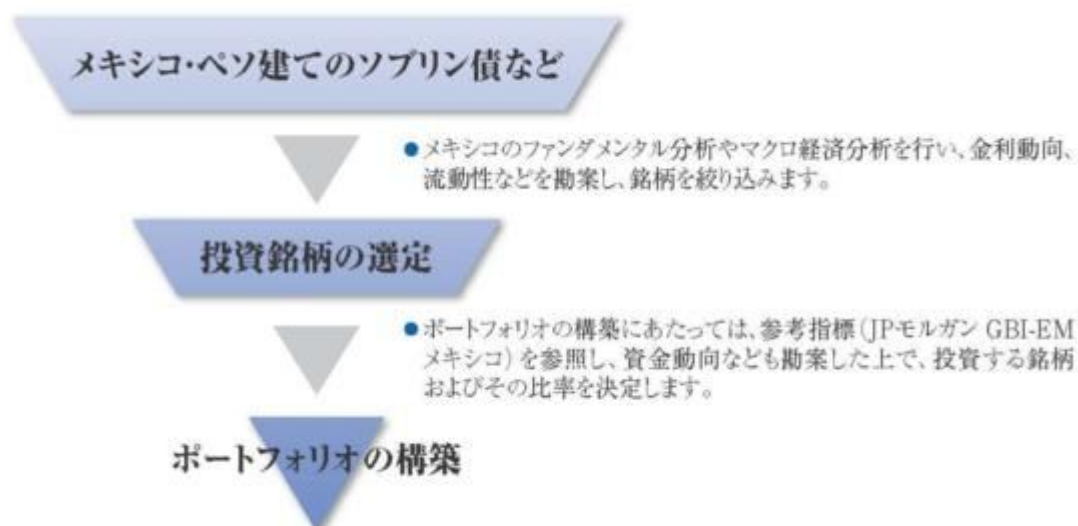 メキシコ・ペソ建てのソブリン債など
●メキシコのファンダメンタル分析やマクロ経済分析を行い、金利動向、
流動性などを勘案し、銘柄を絞り込みます。
投資銘柄の選定
●ポートフォリオの構築にあたっては、参考指標(JPモルガン GBI-EM
メキシコ)を参照し、資金動向なども勘案した上で、投資する銘柄
およびその比率を決定します。
ポートフォリオの構築